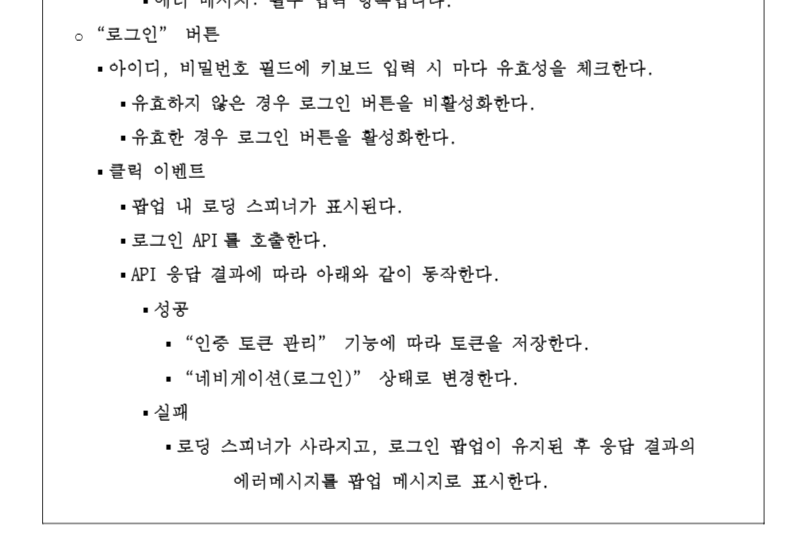 ▪ 에러 메시지: 필수 입력 항목입니다.
○ “로그인” 버튼
▪ 아이디, 비밀번호 필드에 키보드 입력 시 마다 유효성을 체크한다.
▪ 유효하지 않은 경우 로그인 버튼을 비활성화한다.
▪ 유효한 경우 로그인 버튼을 활성화한다.
▪ 클릭 이벤트
▪ 팝업 내 로딩 스피너가 표시된다.
▪ 로그인 API를 호출한다.
▪ API 응답 결과에 따라 아래와 같이 동작한다.
▪ 성공
▪ “인증 토큰 관리” 기능에 따라 토큰을 저장한다.
▪ “네비게이션(로그인)” 상태로 변경한다.
▪ 실패
▪ 로딩 스피너가 사라지고, 로그인 팝업이 유지된 후 응답 결과의
에러메시지를 팝업 메시지로 표시한다.